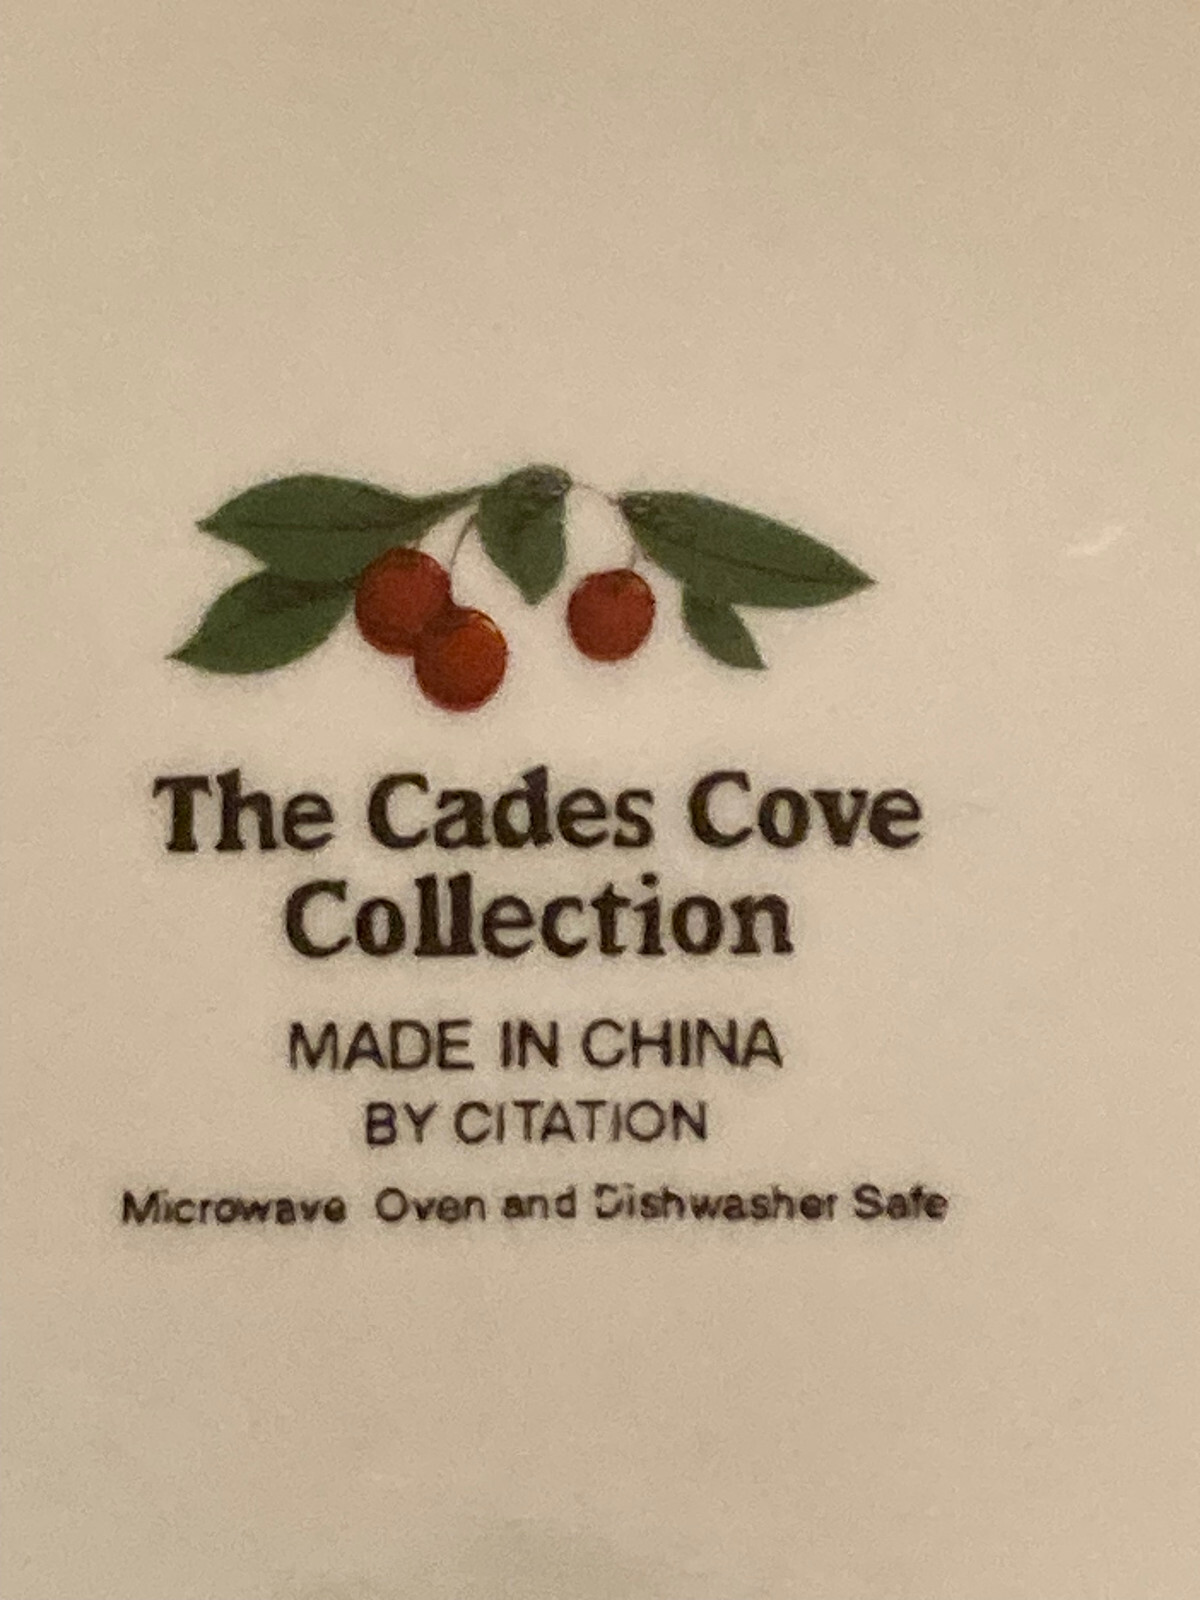 The Cades Cove
Collection
MADE IN CHINA
BY CITATION
Microwave Oven and Dishwasher Safe